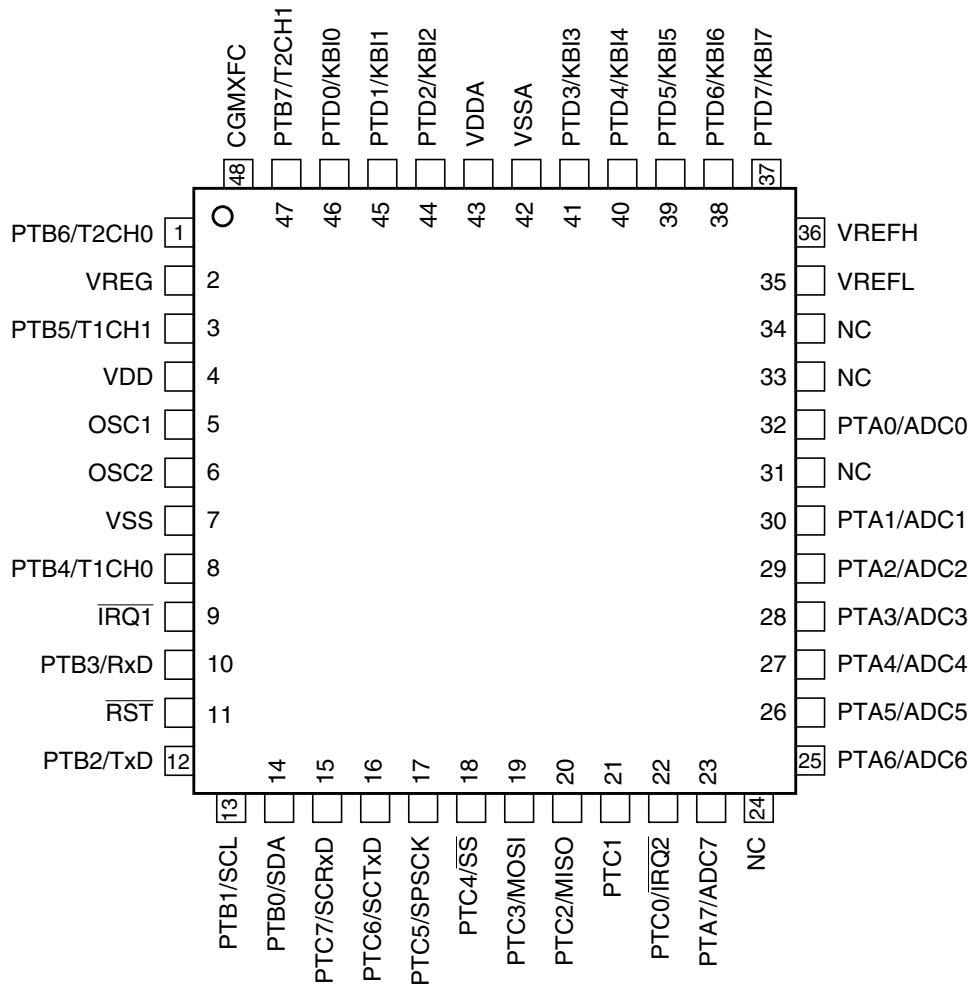 CGMXFC
PTB7/T2CH1
PTD0/KBI0
PTD1/KBI1
PTD2/KBI2
VDDA
VSSA
PTD3/KBI3
PTD4/KBI4
PTD5/KBI5
PTD6/KBI6
PTD7/KBI7
48
47
46
45
44
43
42
41
40
39
38
37
PTB6/T2CH0 1
VREG 2
PTB5/T1CH1 3
VDD 4
OSC1 5
OSC2 6
VSS 7
PTB4/T1CH0 8
IRQ1 9
PTB3/RxD 10
RST 11
PTB2/TxD 12
36 VREFH
35 VREFL
34 NC
33 NC
32 PTA0/ADC0
31 NC
30 PTA1/ADC1
29 PTA2/ADC2
28 PTA3/ADC3
27 PTA4/ADC4
26 PTA5/ADC5
25 PTA6/ADC6
13
14
15
16
17
18
19
20
21
22
23
24
PTB1/SCL
PTB0/SDA
PTC7/SCRxD
PTC6/SCTxD
PTC5/SPSCK
PTC4/SS
PTC3/MOSI
PTC2/MISO
PTC1
PTC0/IRQ2
PTA7/ADC7
NC